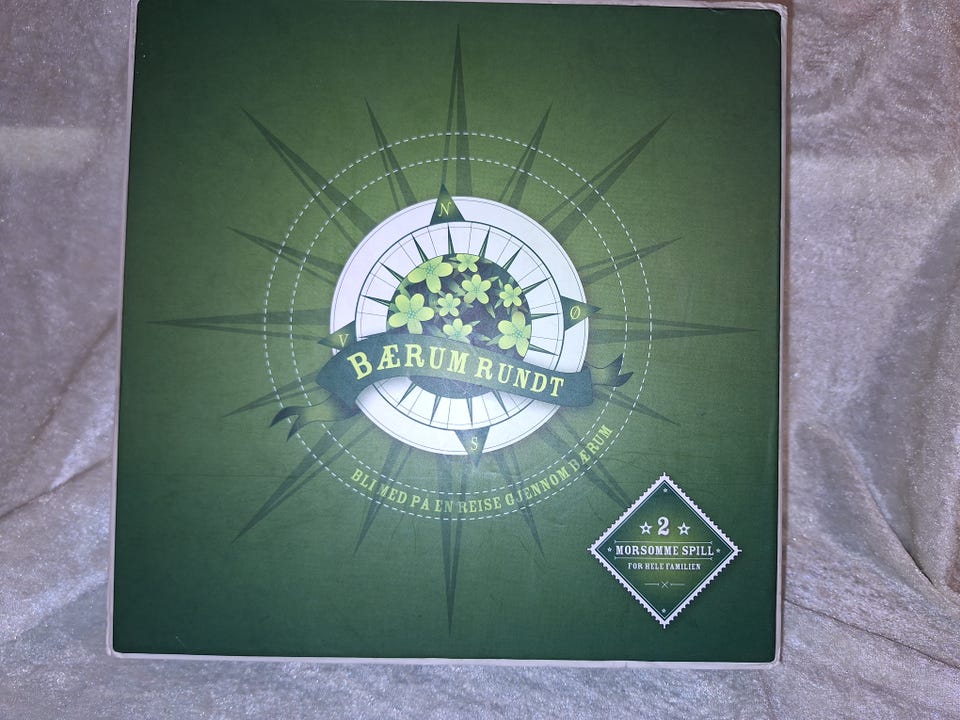 N
V
Ø
BÆRUM RUNDT
S
BLI MED PÅ EN REISE GJENNOM BÆRUM
2
MORSOMME SPILL
FOR HELE FAMILIEN